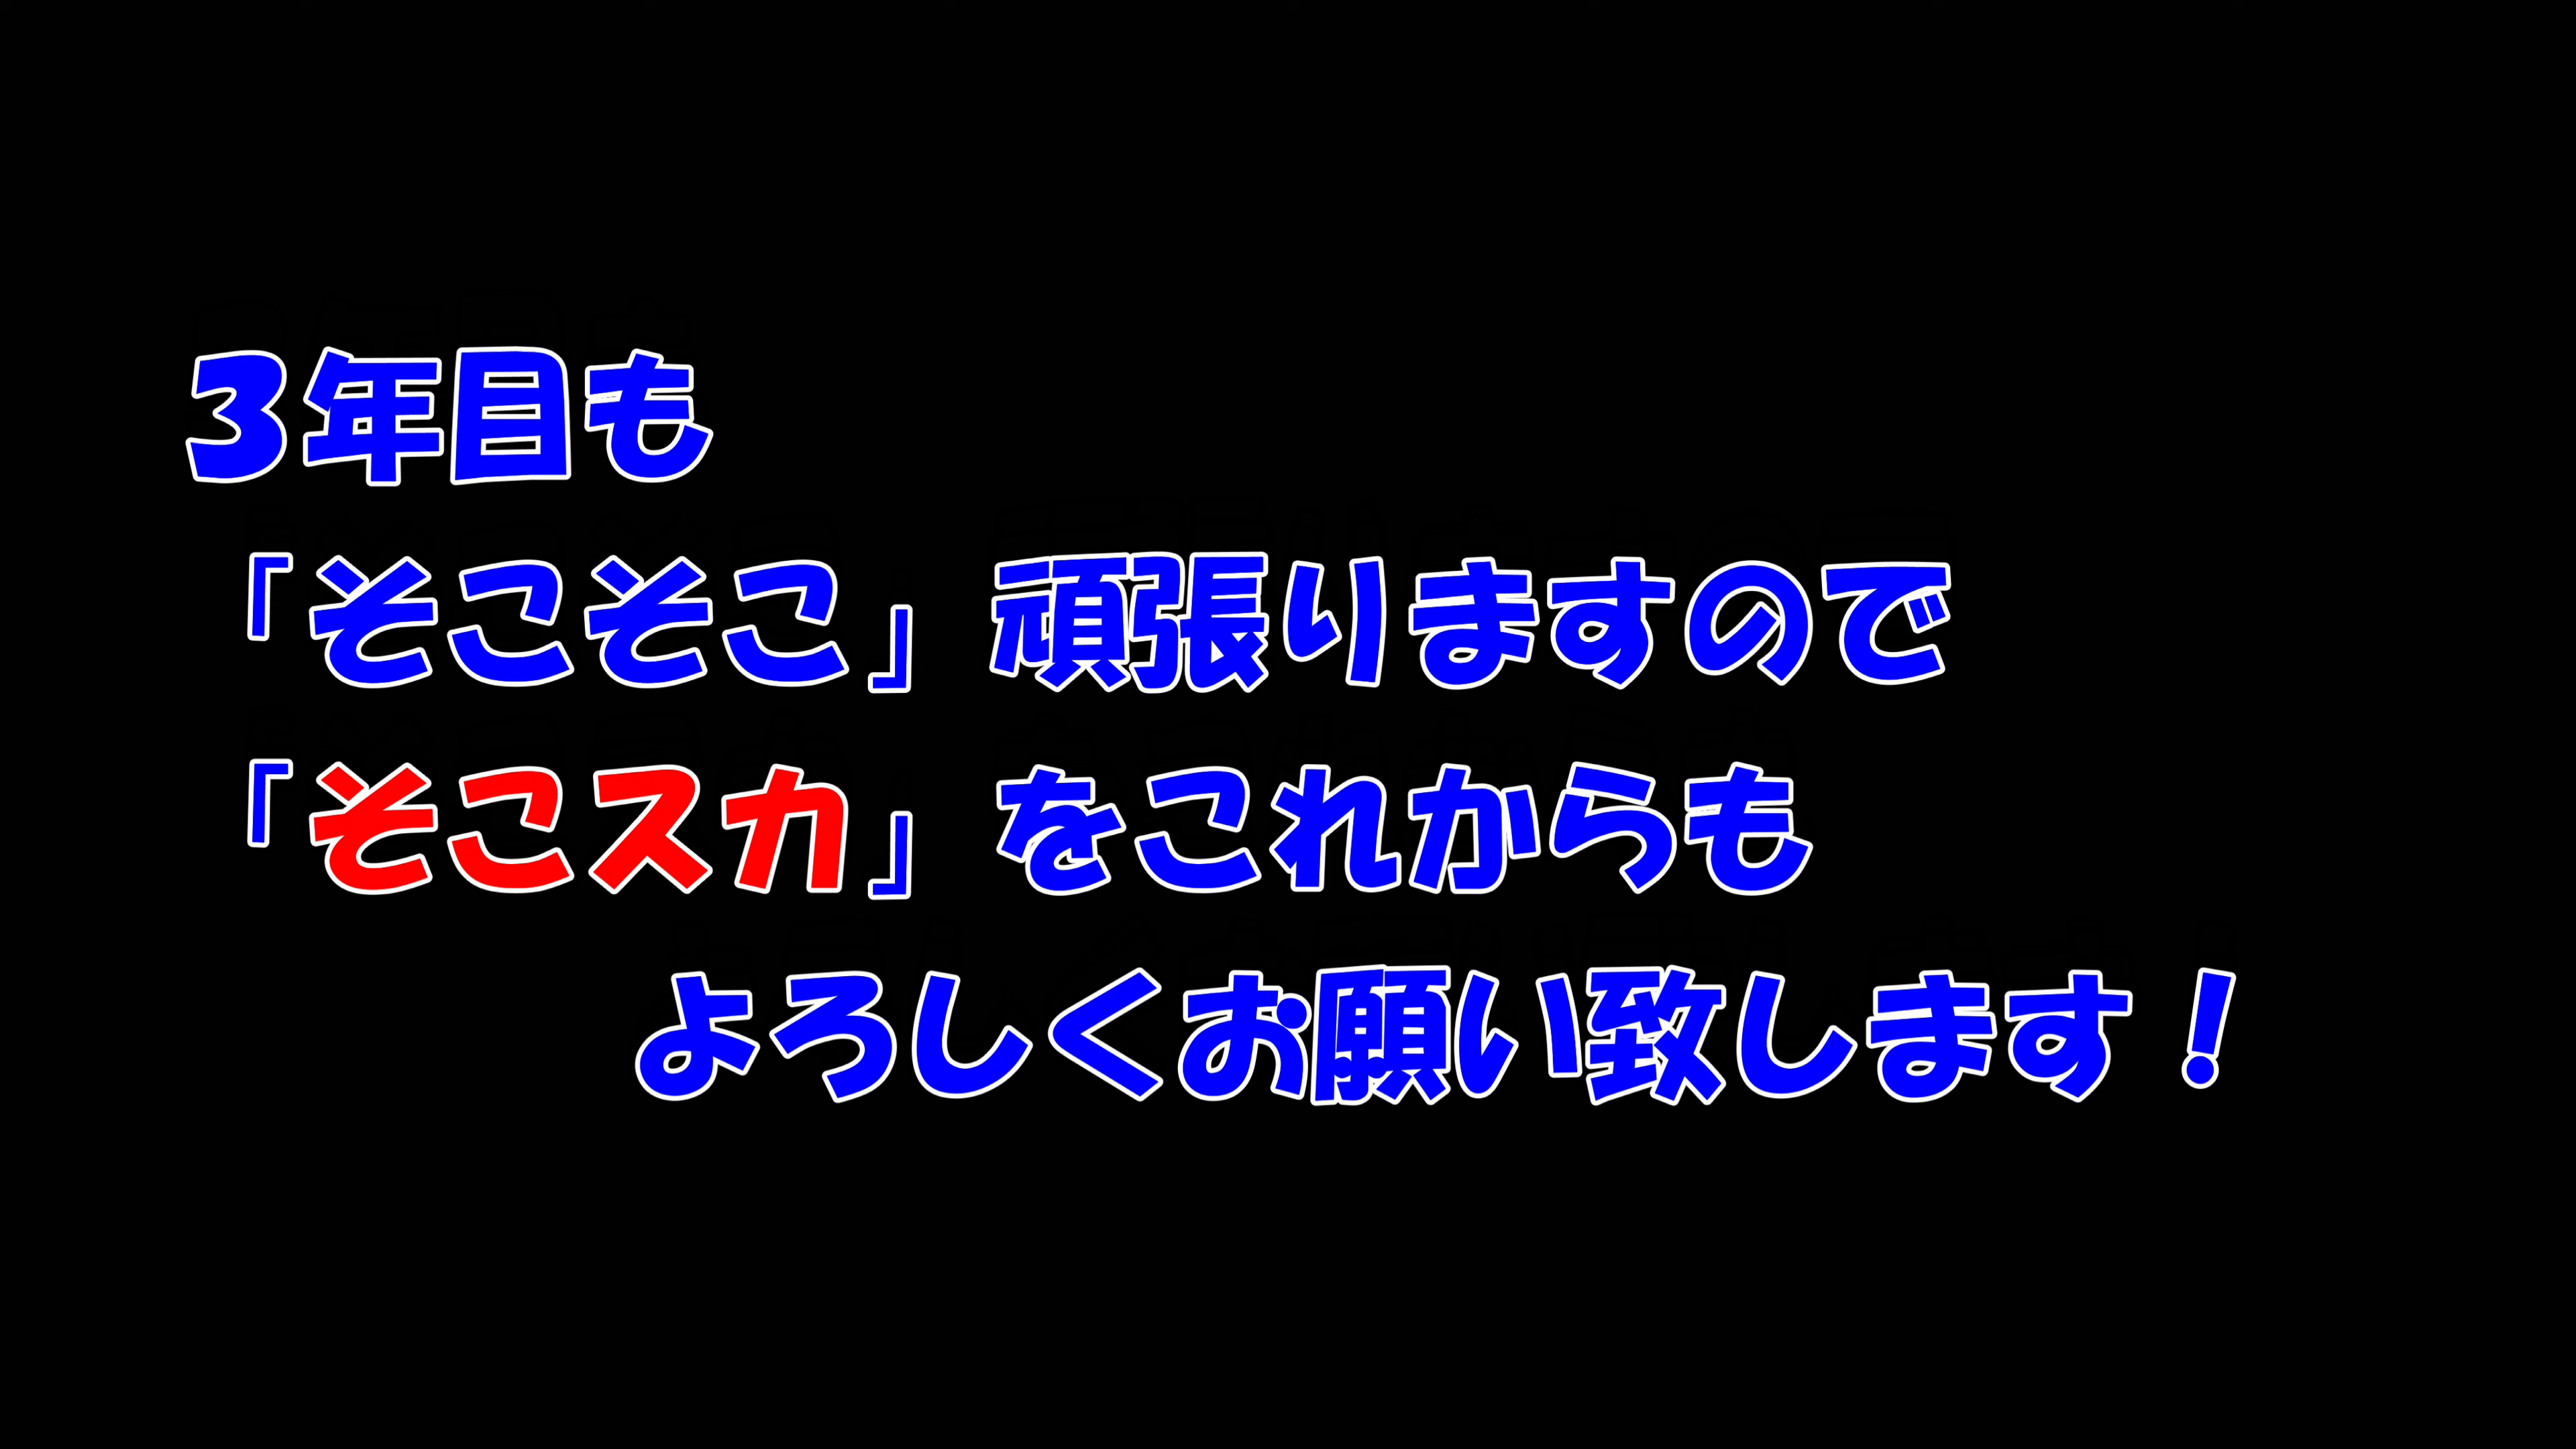 ３年目も
「そこそこ」頑張りますので
「そこスカ」をこれからも
よろしくお願い致します！